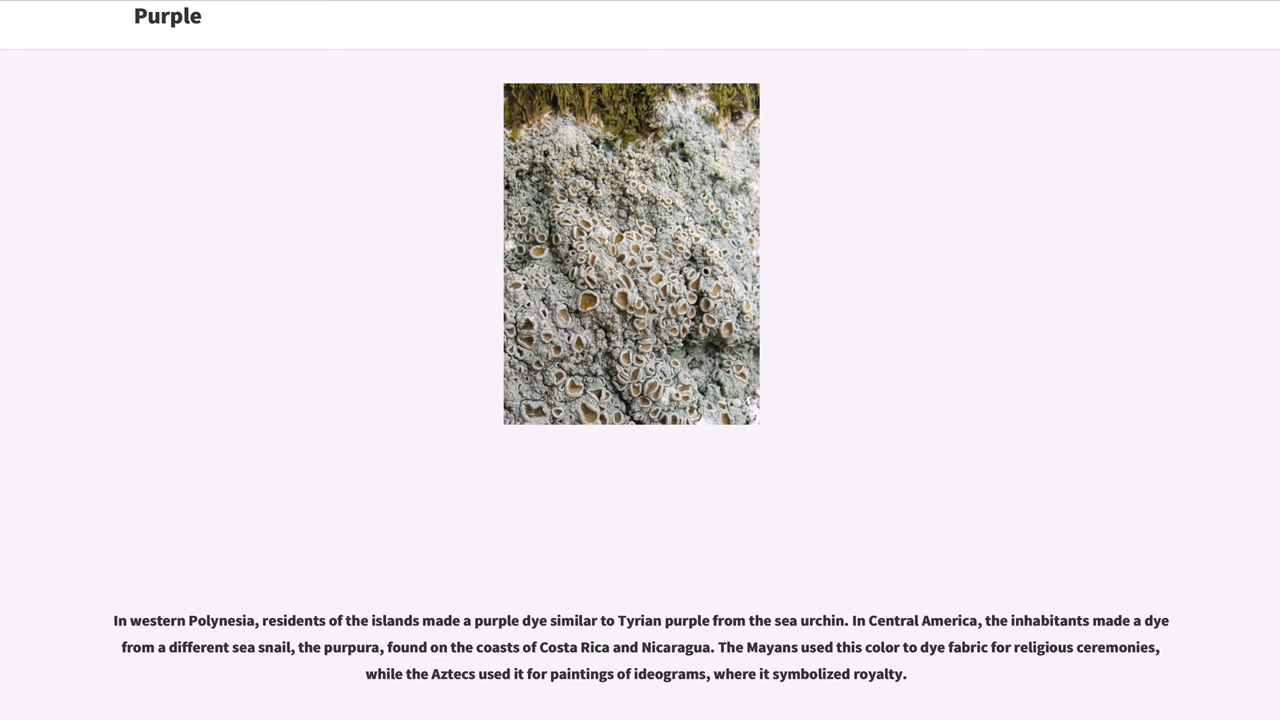 Purple
In western Polynesia, residents of the islands made a purple dye similar to Tyrian purple from the sea urchin. In Central America, the inhabitants made a dye
from a different sea snail, the purpura, found on the coasts of Costa Rica and Nicaragua. The Mayans used this color to dye fabric for religious ceremonies,
while the Aztecs used it for paintings of ideograms, where it symbolized royalty.